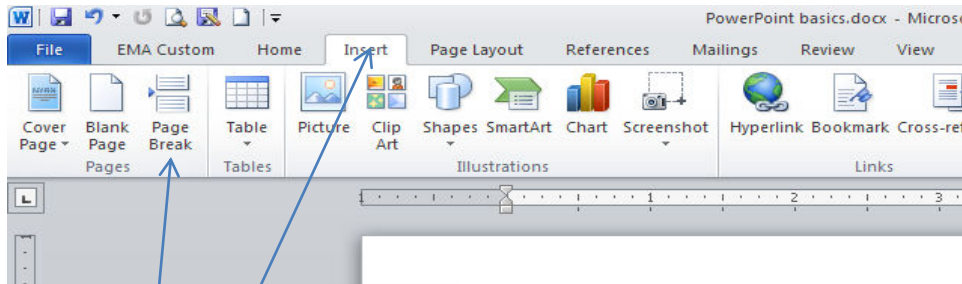 PowerPoint basics.docx - Microso
File EMA Custom Home Insert Page Layout References Mailings Review View
Cover Page Blank Page Page Break Table Picture Clip Art Shapes SmartArt Chart Screenshot Hyperlink Bookmark Cross-ref
Pages Tables Illustrations Links
1 1 2 3